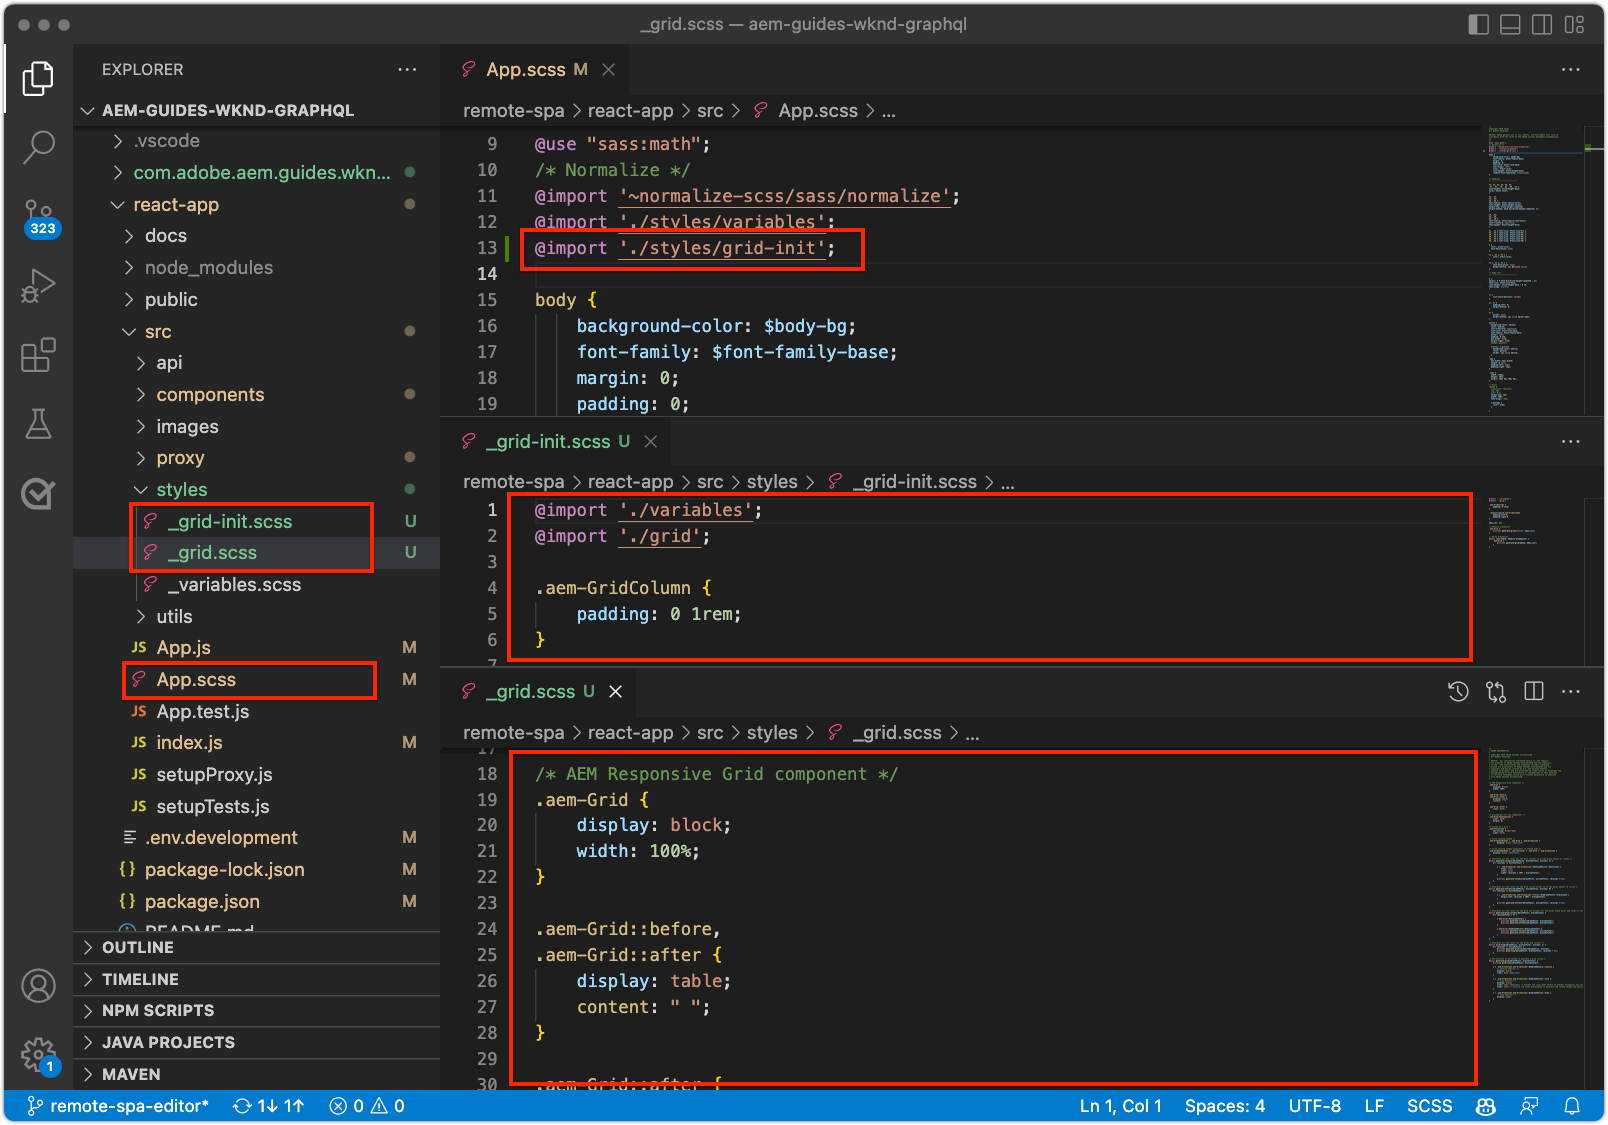 _grid.scss — aem-guides-wknd-graphql
EXPLORER
AEM-GUIDES-WKND-GRAPHQL
.vscode
com.adobe.aem.guides.wkn...
react-app
docs
node_modules
public
src
api
components
images
proxy
styles
_grid-init.scss U
_grid.scss U
_variables.scss
utils
JS App.js M
App.scss M
JS App.test.js
JS index.js M
JS setupProxy.js
JS setupTests.js
.env.development M
{} package-lock.json M
{} package.json M
README.md
OUTLINE
TIMELINE
NPM SCRIPTS
JAVA PROJECTS
MAVEN
323
1
App.scss M
remote-spa > react-app > src > App.scss > ...
9 @use "sass:math";
10 /* Normalize */
11 @import '~normalize-scss/sass/normalize';
12 @import './styles/variables';
13 @import './styles/grid-init';
14
15 body {
16 background-color: $body-bg;
17 font-family: $font-family-base;
18 margin: 0;
19 padding: 0;
_grid-init.scss U
remote-spa > react-app > src > styles > _grid-init.scss > ...
1 @import './variables';
2 @import './grid';
3
4 .aem-GridColumn {
5 padding: 0 1rem;
6 }
7
_grid.scss U
remote-spa > react-app > src > styles > _grid.scss > ...
17
18 /* AEM Responsive Grid component */
19 .aem-Grid {
20 display: block;
21 width: 100%;
22 }
23
24 .aem-Grid::before,
25 .aem-Grid::after {
26 display: table;
27 content: " ";
28 }
29
30 .aem-Grid::after {
remote-spa-editor* 1↓ 1↑ 0 0
Ln 1, Col 1 Spaces: 4 UTF-8 LF SCSS